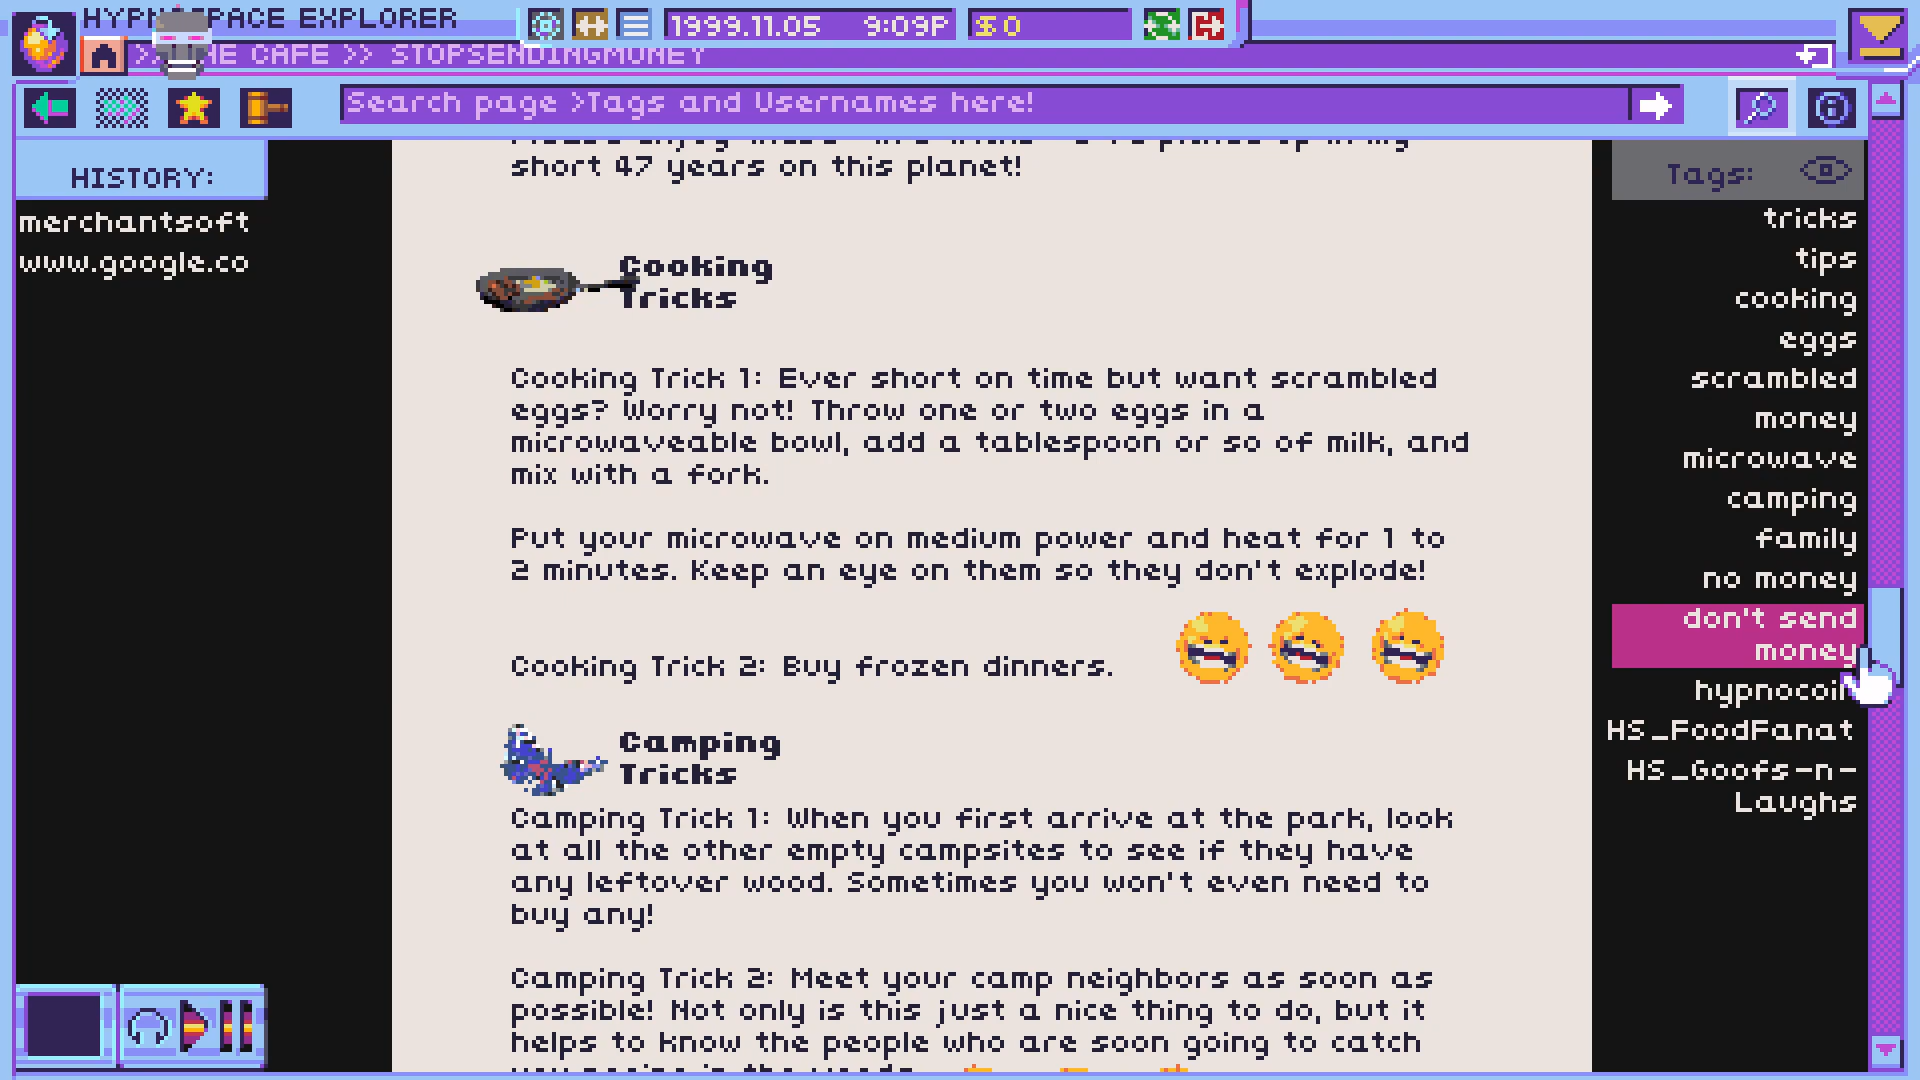 HYPNOSPACE EXPLORER
1999.11.05 9:09P
0
>> THE CAFE >> STOPSENDINGMONEY
Search page >Tags and Usernames here!
HISTORY:
merchantsoft
www.google.co
short 47 years on this planet!
Cooking
Tricks
Cooking Trick 1: Ever short on time but want scrambled
eggs? Worry not! Throw one or two eggs in a
microwaveable bowl, add a tablespoon or so of milk, and
mix with a fork.
Put your microwave on medium power and heat for 1 to
2 minutes. Keep an eye on them so they don't explode!
Cooking Trick 2: Buy frozen dinners.
Camping
Tricks
Camping Trick 1: When you first arrive at the park, look
at all the other empty campsites to see if they have
any leftover wood. Sometimes you won't even need to
buy any!
Camping Trick 2: Meet your camp neighbors as soon as
possible! Not only is this just a nice thing to do, but it
helps to know the people who are soon going to catch
Tags:
tricks
tips
cooking
eggs
scrambled
money
microwave
camping
family
no money
don't send
money
hypnocoin
HS_FoodFanat
HS_Goofs-n-
Laughs